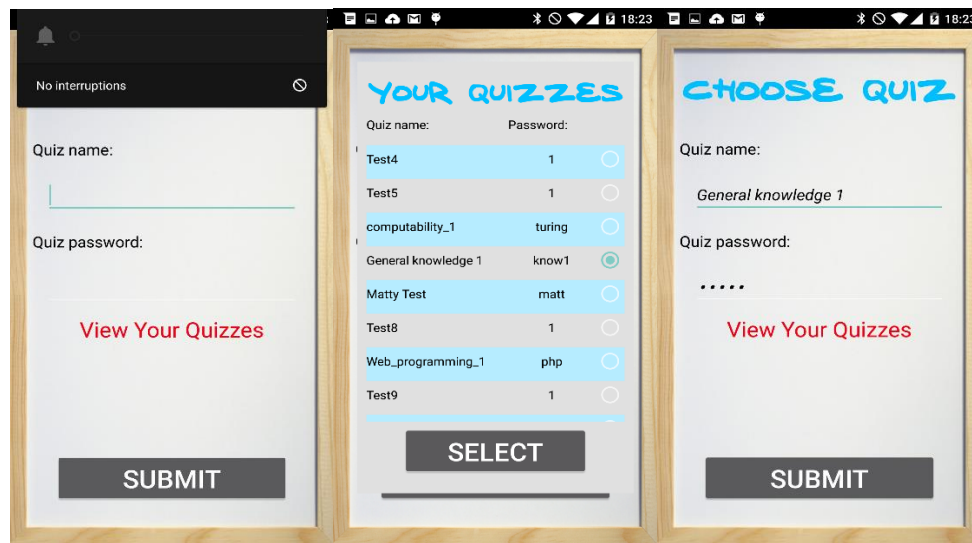 No interruptions
Quiz name:
Quiz password:
View Your Quizzes
SUBMIT
18:23
YOUR QUIZZES
Quiz name: Password:
Test4 1
Test5 1
computability_1 turing
General knowledge 1 know1
Matty Test matt
Test8 1
Web_programming_1 php
Test9 1
SELECT
18:23
CHOOSE QUIZ
Quiz name:
General knowledge 1
Quiz password:
•••••
View Your Quizzes
SUBMIT